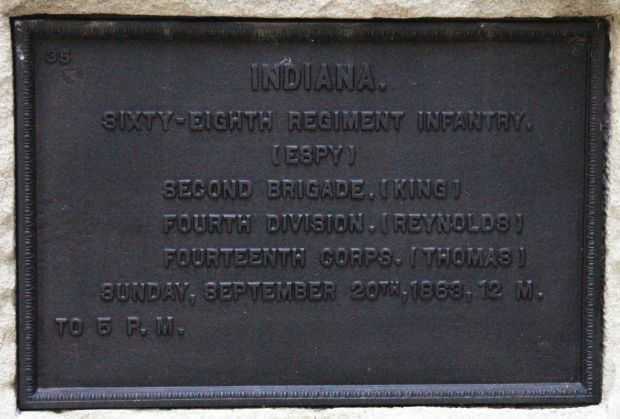 35
INDIANA.
SIXTY-EIGHTH REGIMENT INFANTRY.
[ESPY]
SECOND BRIGADE.[KING]
FOURTH DIVISION.[REYNOLDS]
FOURTEENTH CORPS.[THOMAS]
SUNDAY, SEPTEMBER 20TH,1863, 12 M.
TO 5 P.M.